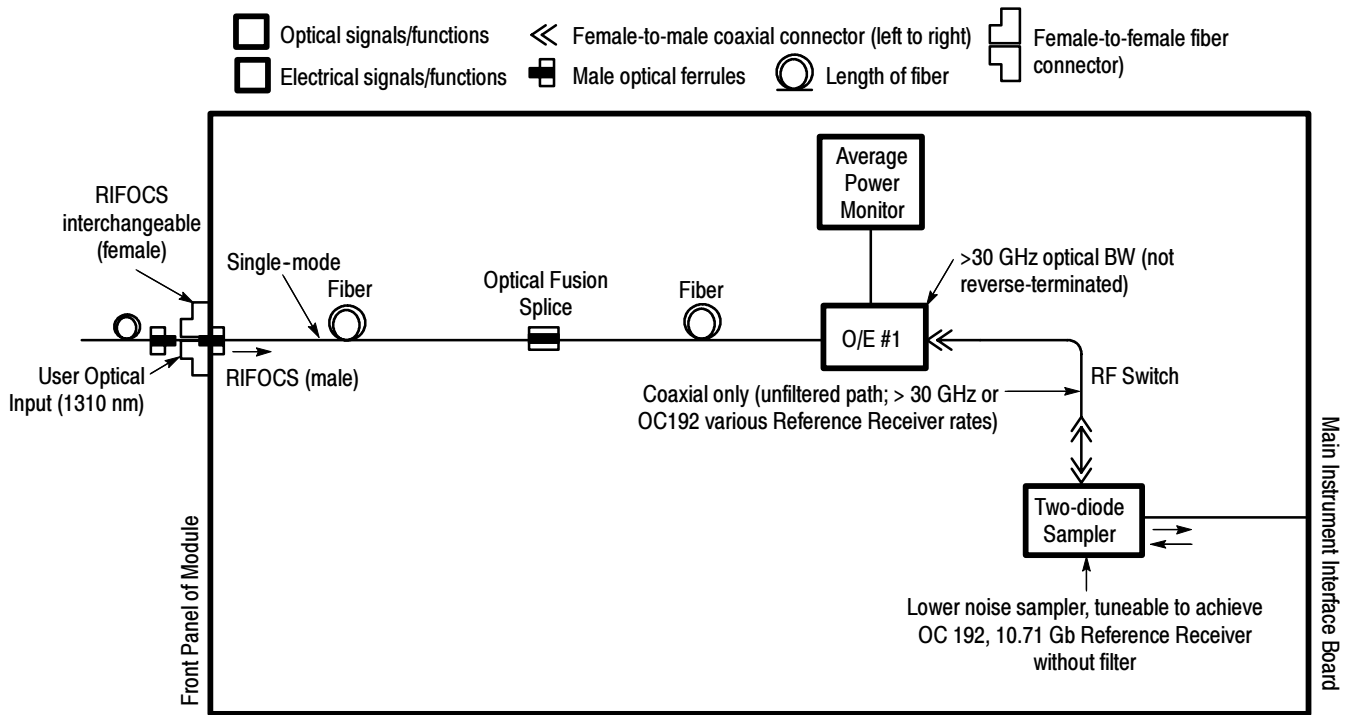 Optical signals/functions
Electrical signals/functions
Female-to-male coaxial connector (left to right)
Male optical ferrules
Length of fiber
Female-to-female fiber
connector)
RIFOCS
interchangeable
(female)
Single-mode
Fiber
Optical Fusion
Splice
Fiber
Average
Power
Monitor
>30 GHz optical BW (not
reverse-terminated)
O/E #1
User Optical
Input (1310 nm)
RIFOCS (male)
Coaxial only (unfiltered path; > 30 GHz or
OC192 various Reference Receiver rates)
RF Switch
Two-diode
Sampler
Lower noise sampler, tuneable to achieve
OC 192, 10.71 Gb Reference Receiver
without filter
Front Panel of Module
Main Instrument Interface Board